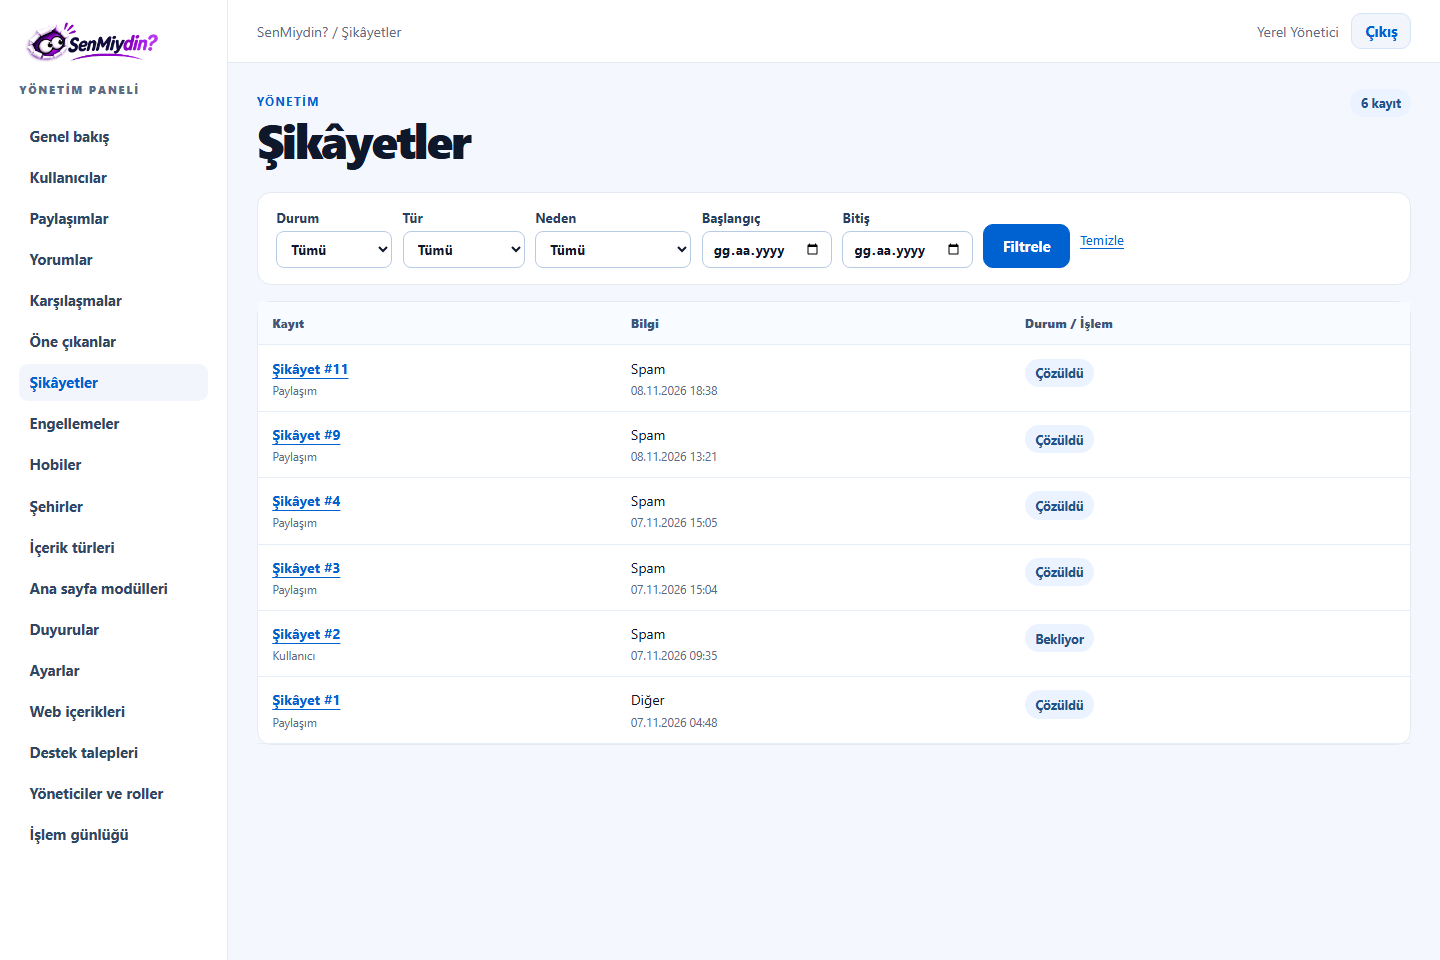 SenMiydin?
YÖNETİM PANELİ
Genel bakış
Kullanıcılar
Paylaşımlar
Yorumlar
Karşılaşmalar
Öne çıkanlar
Şikâyetler
Engellemeler
Hobiler
Şehirler
İçerik türleri
Ana sayfa modülleri
Duyurular
Ayarlar
Web içerikleri
Destek talepleri
Yöneticiler ve roller
İşlem günlüğü
SenMiydin? / Şikâyetler
Yerel Yönetici Çıkış
YÖNETİM
6 kayıt
Şikâyetler
Durum Tür Neden Başlangıç Bitiş
Tümü Tümü Tümü gg.aa.yyyy gg.aa.yyyy Filtrele Temizle
Kayıt Bilgi Durum / İşlem
Şikâyet #11 Spam Çözüldü
Paylaşım 08.11.2026 18:38
Şikâyet #9 Spam Çözüldü
Paylaşım 08.11.2026 13:21
Şikâyet #4 Spam Çözüldü
Paylaşım 07.11.2026 15:05
Şikâyet #3 Spam Çözüldü
Paylaşım 07.11.2026 15:04
Şikâyet #2 Spam Bekliyor
Kullanıcı 07.11.2026 09:35
Şikâyet #1 Diğer Çözüldü
Paylaşım 07.11.2026 04:48